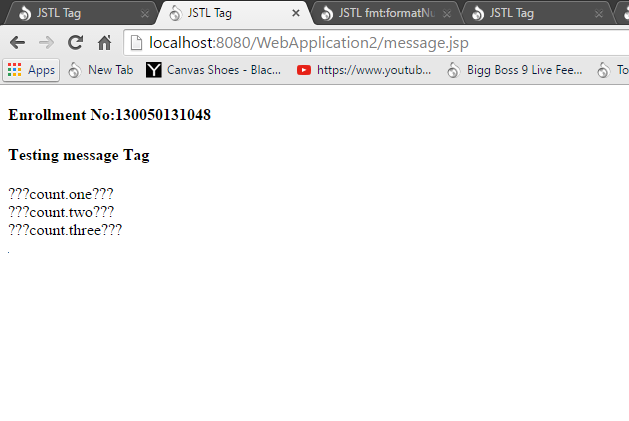 JSTL Tag
JSTL Tag
JSTL fmt:formatNu
JSTL Tag
localhost:8080/WebApplication2/message.jsp
Apps
New Tab
Canvas Shoes - Blac...
https://www.youtub...
Bigg Boss 9 Live Fee...
To
Enrollment No:130050131048
Testing message Tag
???count.one???
???count.two???
???count.three???